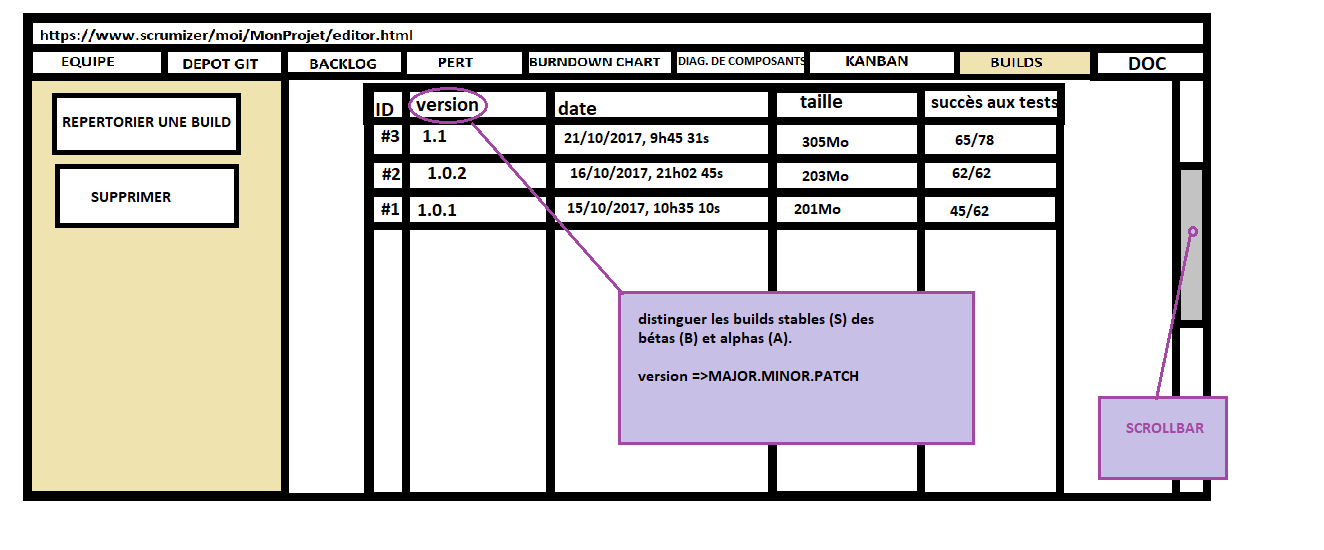 https://www.scrumizer/moi/MonProjet/editor.html
EQUIPE DEPOT GIT BACKLOG PERT BURNDOWN CHART DIAG. DE COMPOSANTS KANBAN BUILDS DOC
REPERTORIER UNE BUILD
SUPPRIMER
ID version date taille succès aux tests
#3 1.1 21/10/2017, 9h45 31s 305Mo 65/78
#2 1.0.2 16/10/2017, 21h02 45s 203Mo 62/62
#1 1.0.1 15/10/2017, 10h35 10s 201Mo 45/62
distinguer les builds stables (S) des
bétas (B) et alphas (A).
version =>MAJOR.MINOR.PATCH
SCROLLBAR